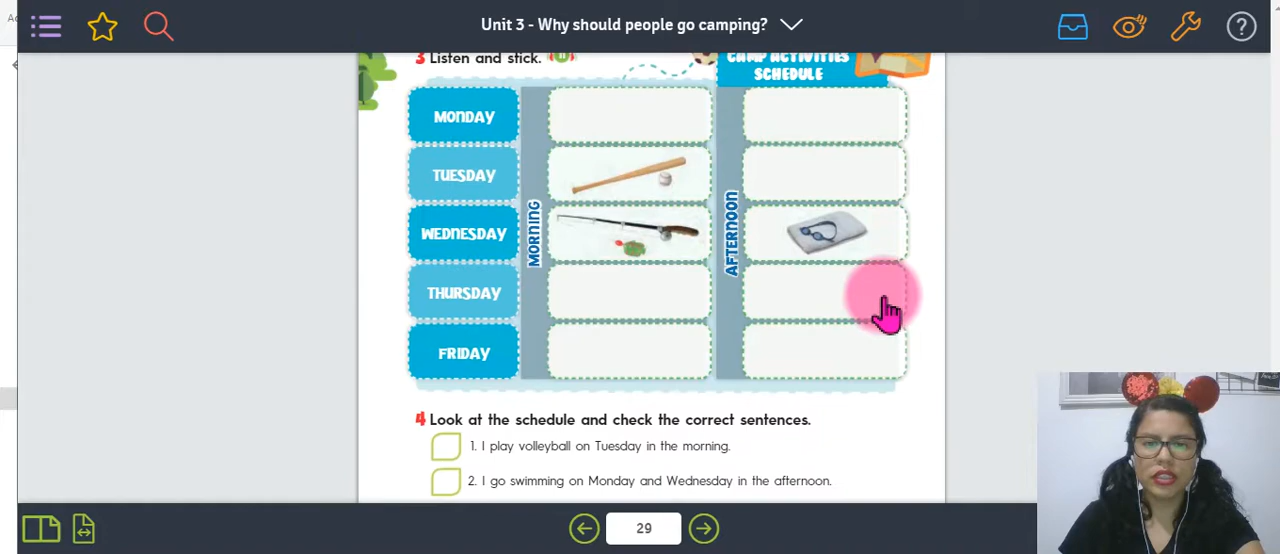 Unit 3 - Why should people go camping?
3 Listen and stick.
CAMP ACTIVITIES
SCHEDULE
MONDAY
TUESDAY
WEDNESDAY
THURSDAY
FRIDAY
MORNING
AFTERNOON
4 Look at the schedule and check the correct sentences.
1. I play volleyball on Tuesday in the morning.
2. I go swimming on Monday and Wednesday in the afternoon.
29